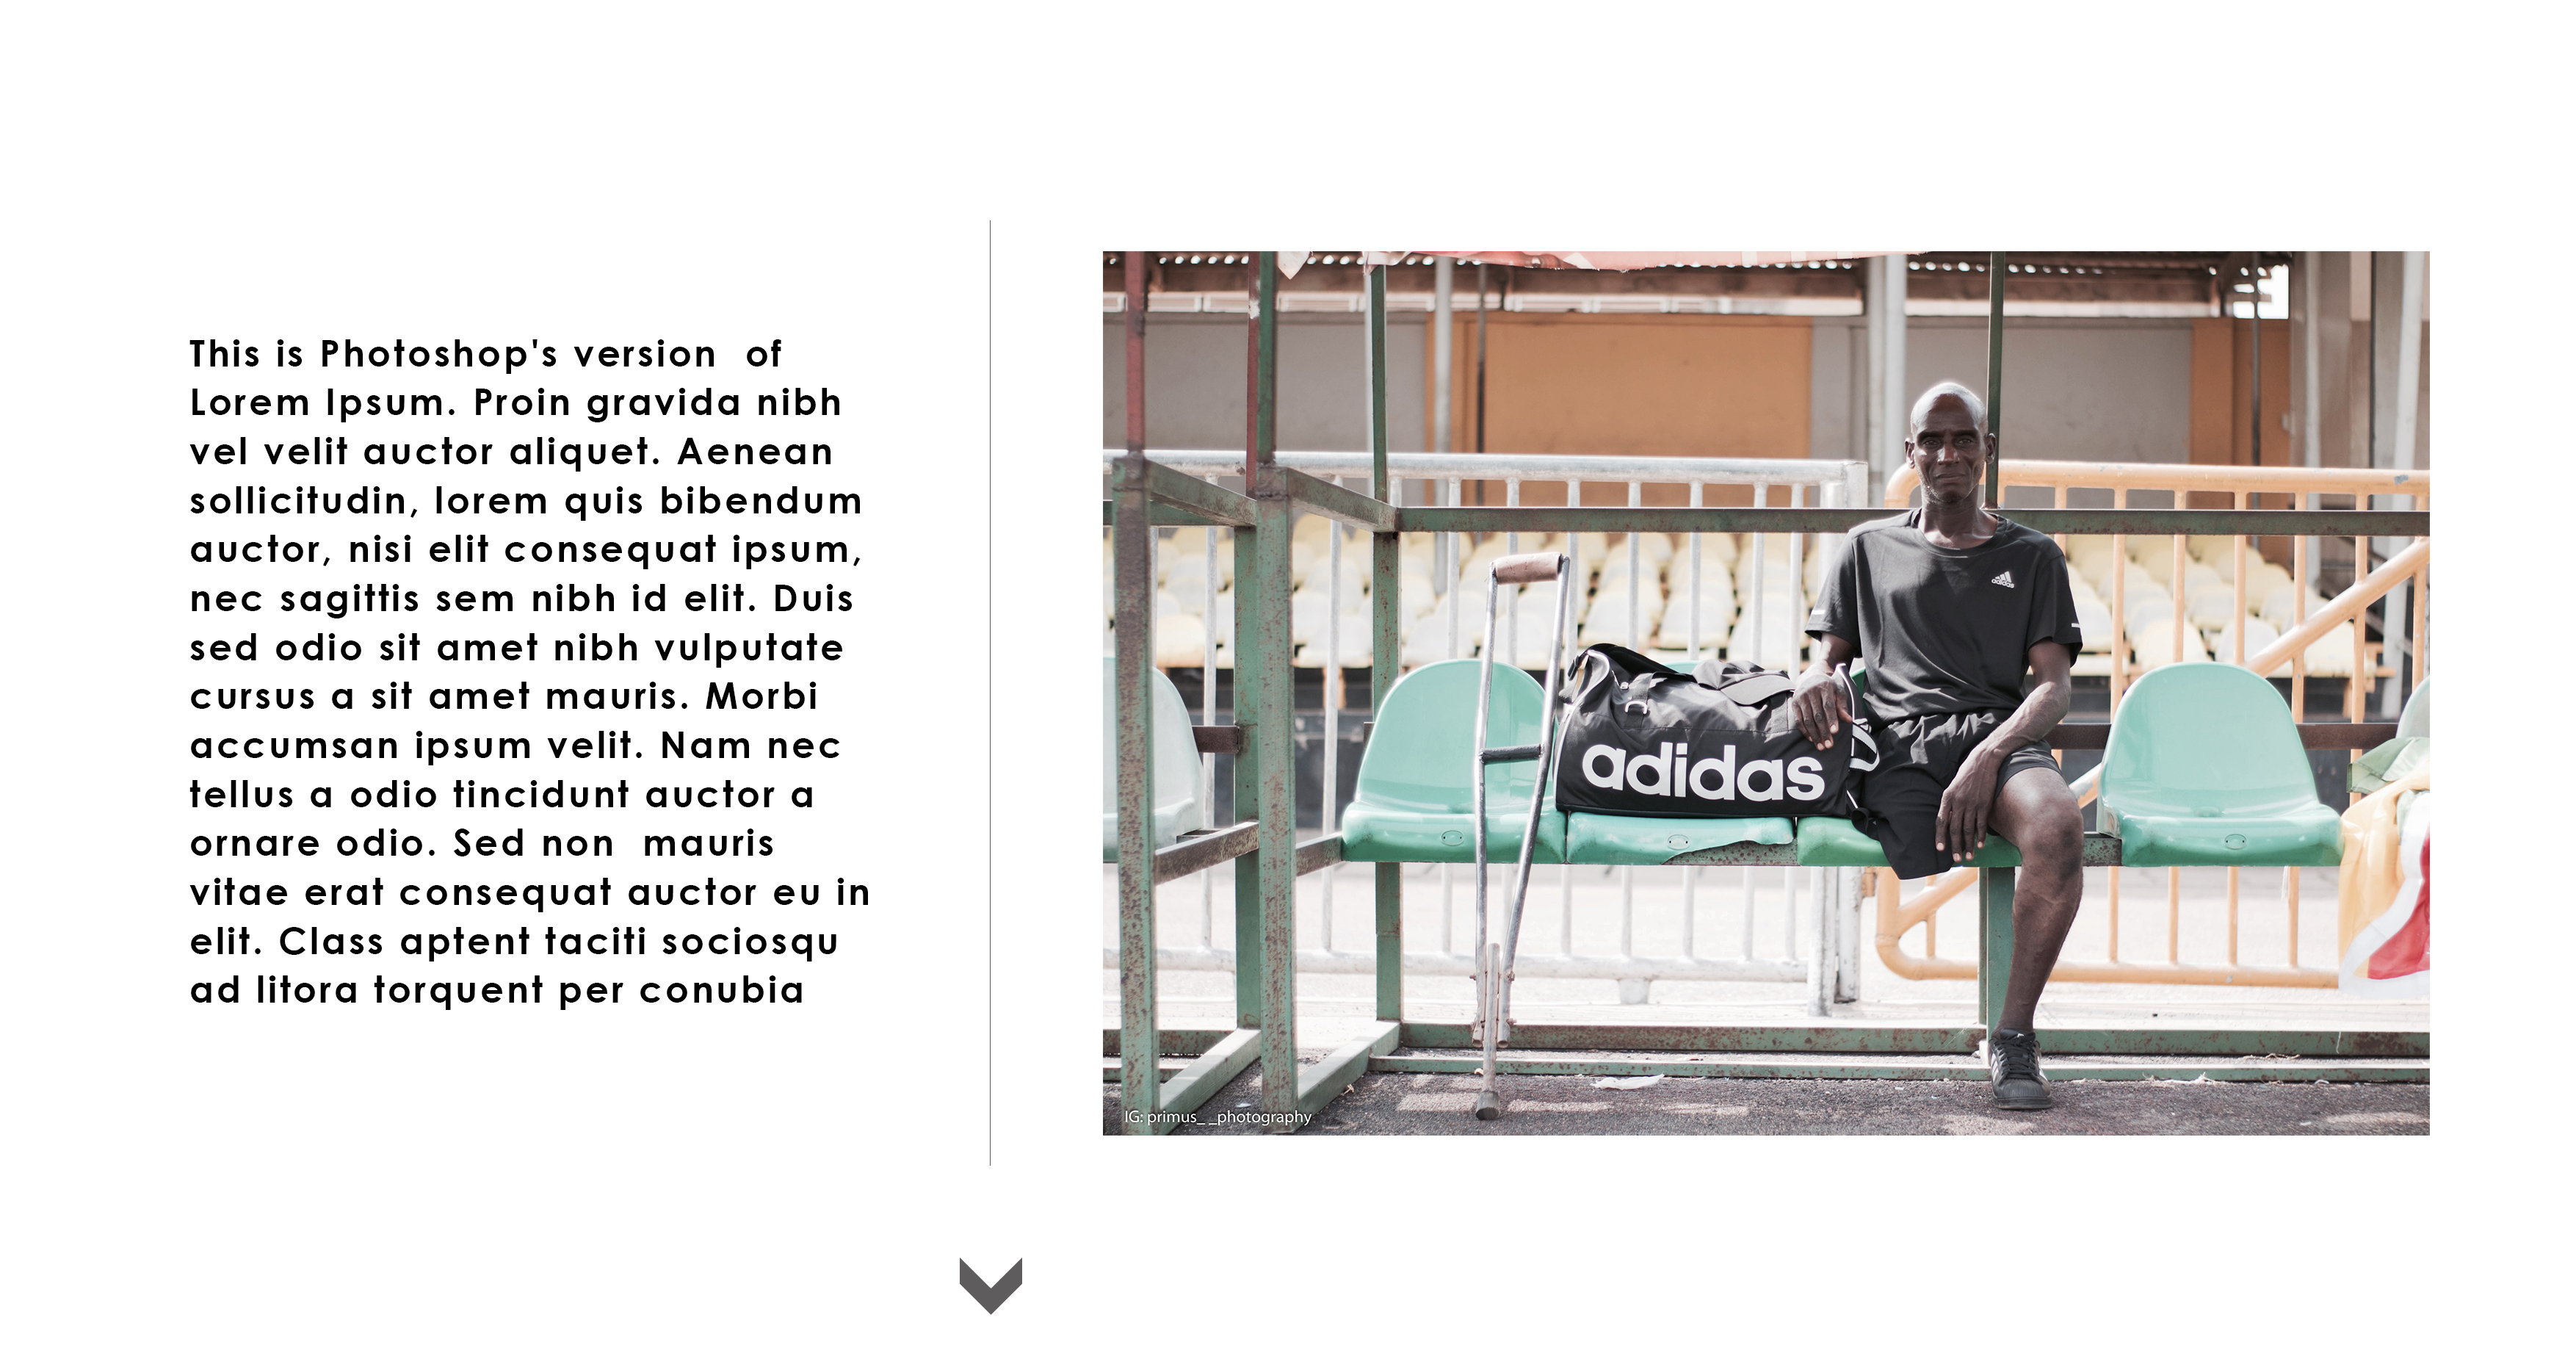 This is Photoshop's version  of
Lorem Ipsum. Proin gravida nibh
vel velit auctor aliquet. Aenean
sollicitudin, lorem quis bibendum
auctor, nisi elit consequat ipsum,
nec sagittis sem nibh id elit. Duis
sed odio sit amet nibh vulputate
cursus a sit amet mauris. Morbi
accumsan ipsum velit. Nam nec
tellus a odio tincidunt auctor a
ornare odio. Sed non  mauris
vitae erat consequat auctor eu in
elit. Class aptent taciti sociosqu
ad litora torquent per conubia
adidas
adidas
IG: primus_ _photography